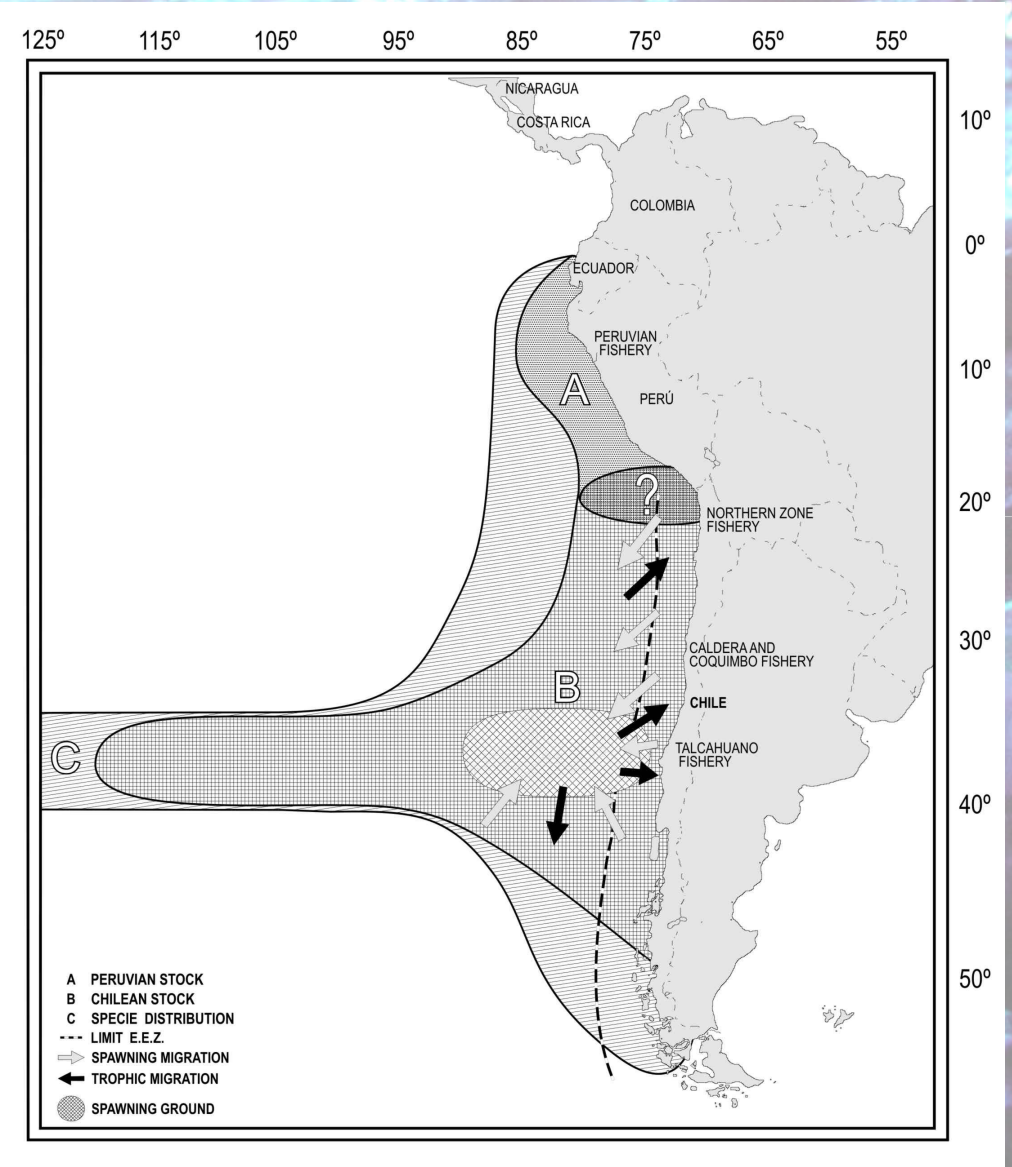 125º 115º 105º 95º 85º 75º 65º 55º
NICARAGUA
10º
COSTA RICA
COLOMBIA
0º
ECUADOR
PERUVIAN
FISHERY
10º
A
PERÚ
?
20º
NORTHERN ZONE
FISHERY
30º
CALDERA AND
COQUIMBO FISHERY
B
CHILE
C
TALCAHUANO
FISHERY
40º
50º
A PERUVIAN STOCK
B CHILEAN STOCK
C SPECIE DISTRIBUTION
LIMIT E.E.Z.
SPAWNING MIGRATION
TROPHIC MIGRATION
SPAWNING GROUND